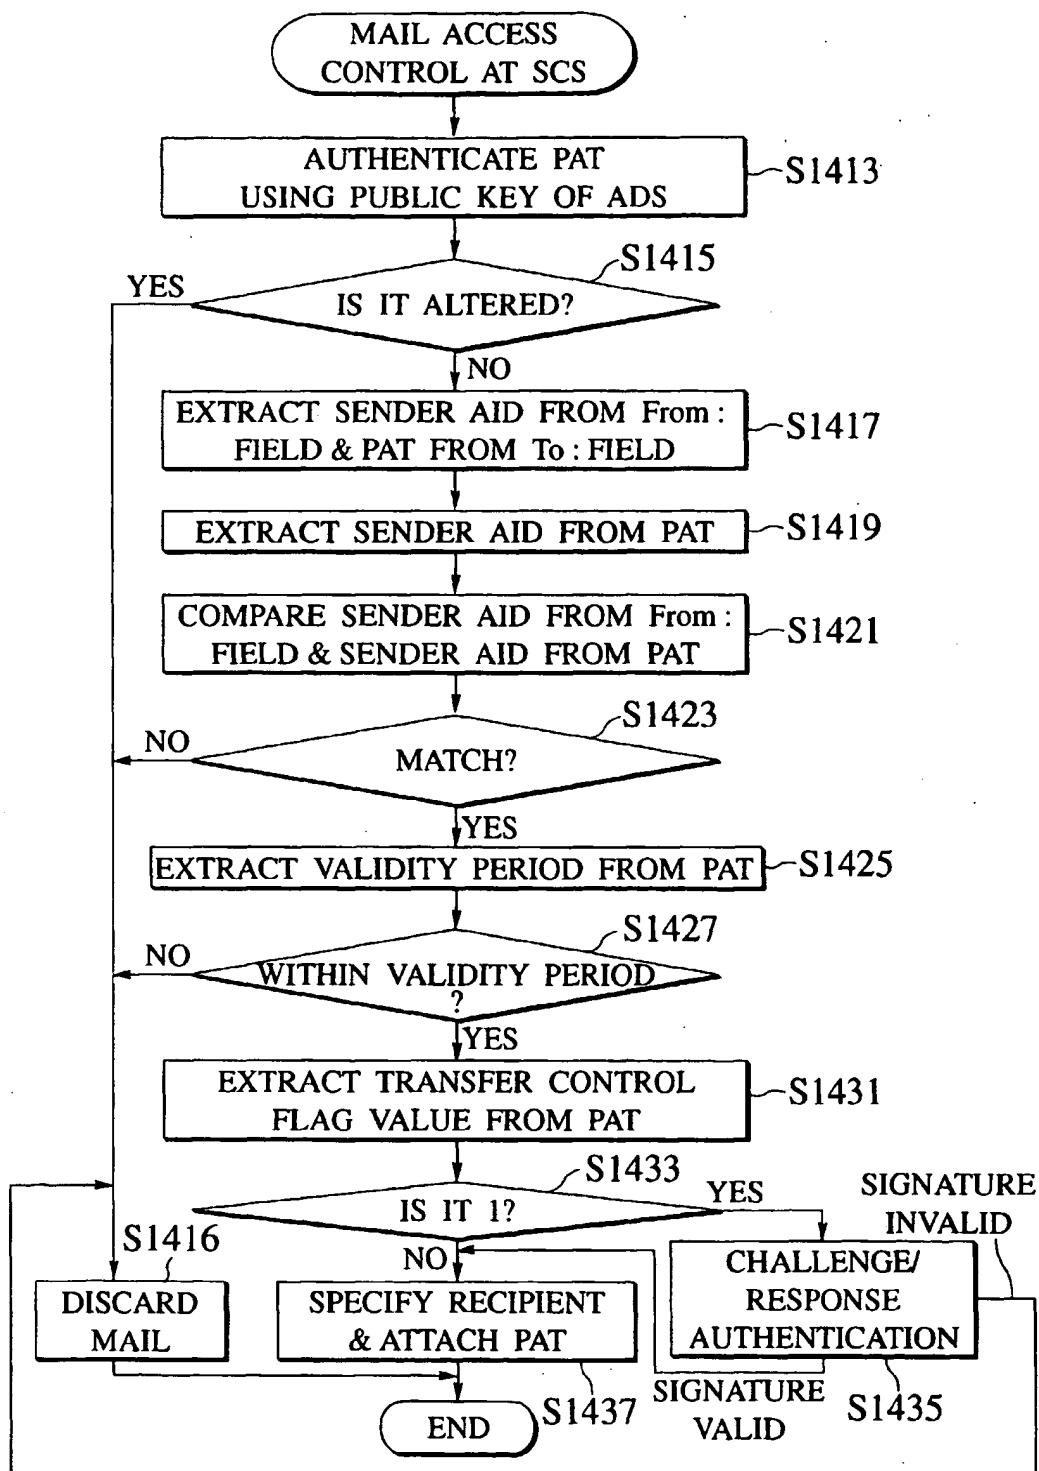 MAIL ACCESS
CONTROL AT SCS
AUTHENTICATE PAT
USING PUBLIC KEY OF ADS
S1413
S1415
YES
IS IT ALTERED?
NO
EXTRACT SENDER AID FROM From :
FIELD & PAT FROM To : FIELD
S1417
EXTRACT SENDER AID FROM PAT
S1419
COMPARE SENDER AID FROM From :
FIELD & SENDER AID FROM PAT
S1421
S1423
NO
MATCH?
YES
EXTRACT VALIDITY PERIOD FROM PAT
S1425
S1427
NO
WITHIN VALIDITY PERIOD
?
YES
EXTRACT TRANSFER CONTROL
FLAG VALUE FROM PAT
S1431
S1433
IS IT 1?
YES
SIGNATURE
INVALID
S1416
NO
DISCARD
MAIL
SPECIFY RECIPIENT
& ATTACH PAT
CHALLENGE/
RESPONSE
AUTHENTICATION
S1437
SIGNATURE
VALID
S1435
END